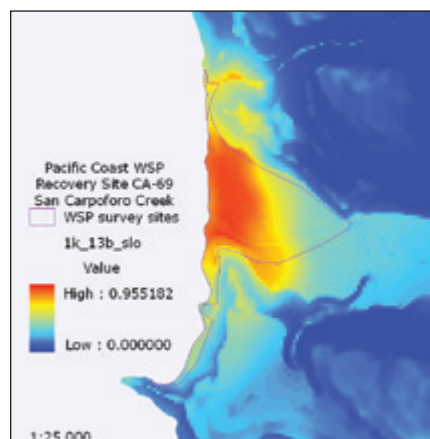 Pacific Coast WSP
Recovery Site CA-69
San Carpoforo Creek
WSP survey sites
1k_13b_slo
Value
High : 0.955182
Low : 0.000000
1:25,000